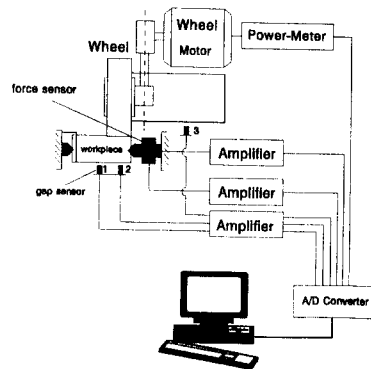 Wheel
Motor
Power-Meter
Wheel
force sensor
3
workpiece
Amplifier
1
2
gap sensor
Amplifier
Amplifier
A/D Converter